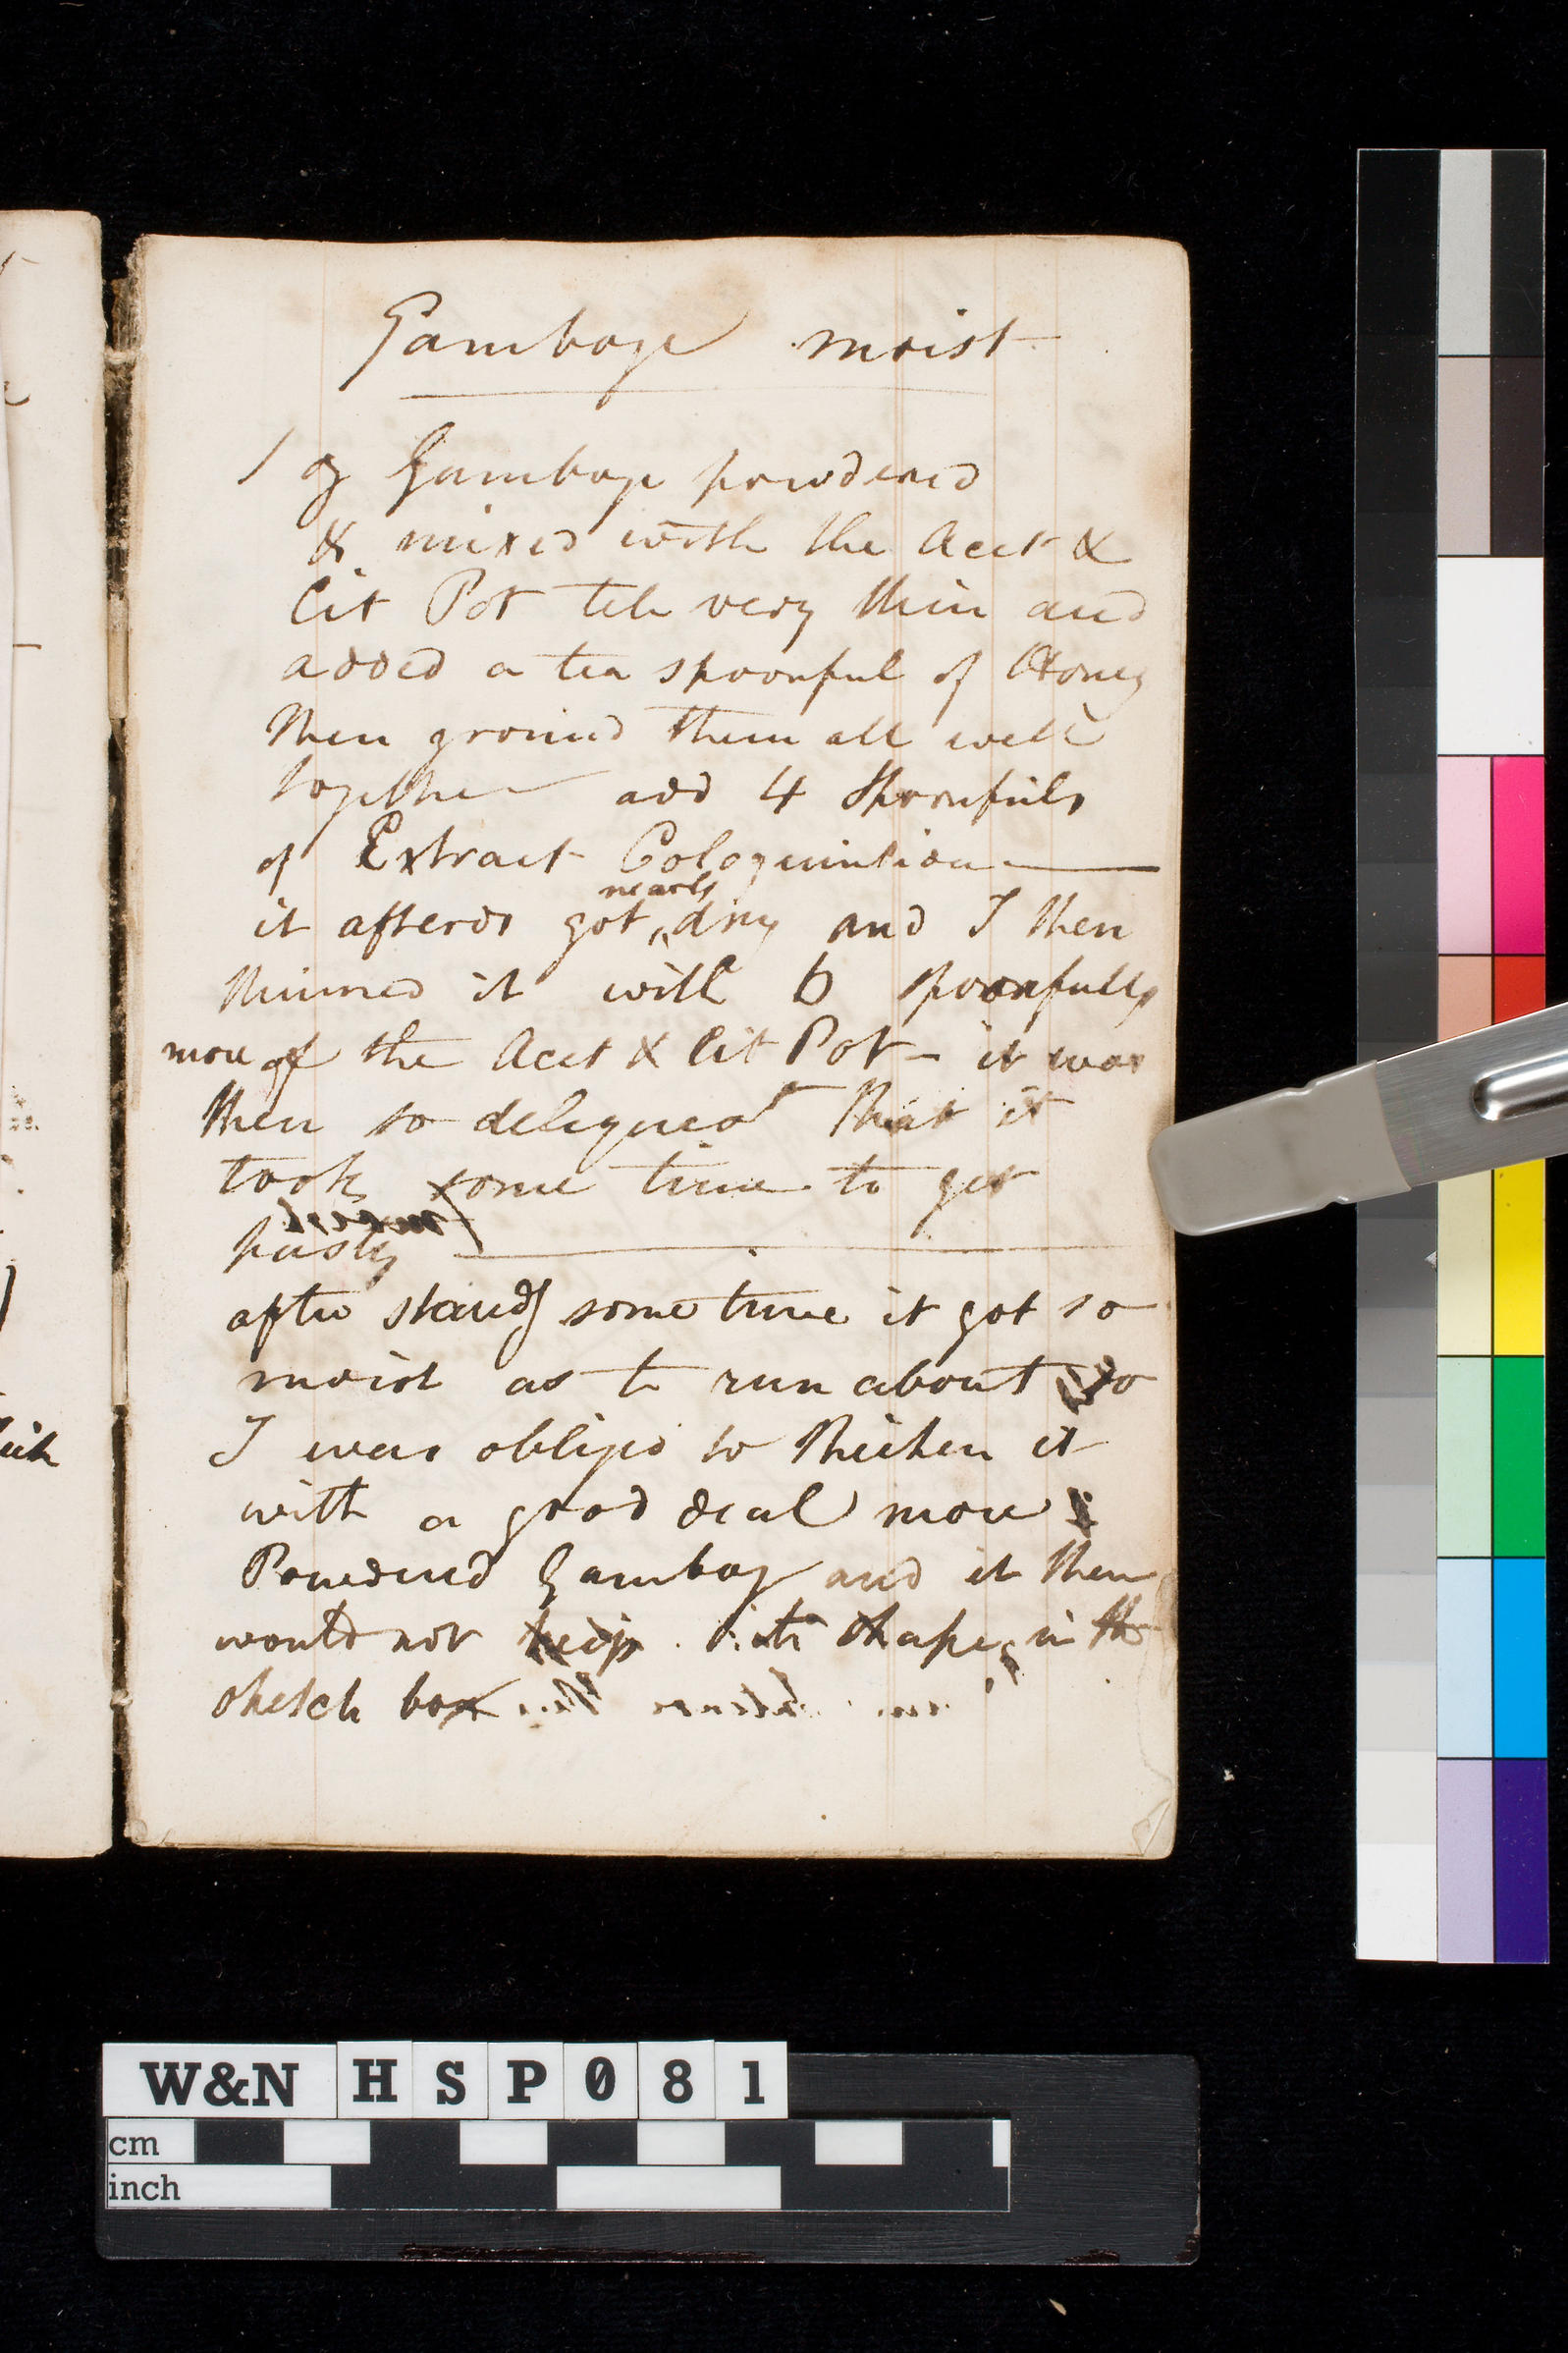 Gamboge moist
1 oz Gamboge powdered
& mixed with the Acet &
Cit Pot till very thin and
added a tea spoonful of Honey
then ground them all well
together add 4 Spoonfuls
of Extract Coloquintion
nearly
it afterds got dry and I then
thinned it with 6 spoonfulls
more of the Acet & Cit Pot - it was
then so deliques't that it
took some time to get
pasty
after standg some time it got so
moist as to run about so
I was obliged to thicken it
with a good deal more
Powdered Gamboge and it then
would not keep its shape in the
sketch box
W&N HSP081
cm
inch